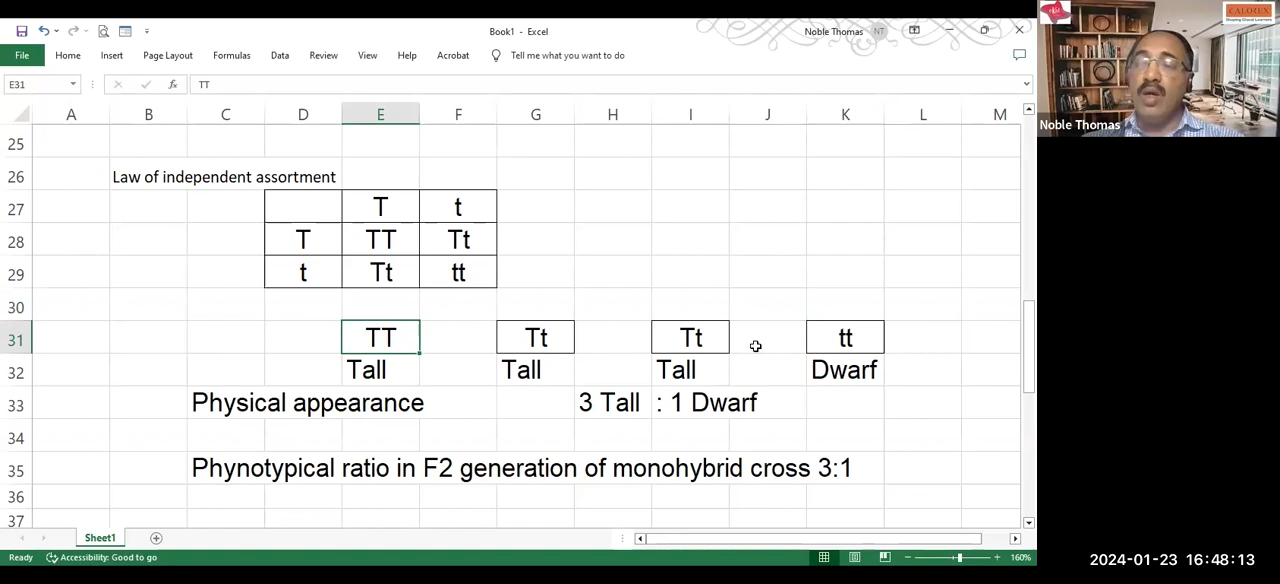 Book1 - Excel
Noble Thomas NT
CALOREX
File Home Insert Page Layout Formulas Data Review View Help Acrobat Tell me what you want to do
E31 fx TT
Noble Thomas
A B C D E F G H I J K L M
25
26 Law of independent assortment
27 T t
28 T TT Tt
29 t Tt tt
30
31 TT Tt Tt tt
32 Tall Tall Tall Dwarf
33 Physical appearance 3 Tall : 1 Dwarf
34
35 Phynotypical ratio in F2 generation of monohybrid cross 3:1
36
37
Sheet1
Ready Accessibility: Good to go 160%
2024-01-23 16:48:13